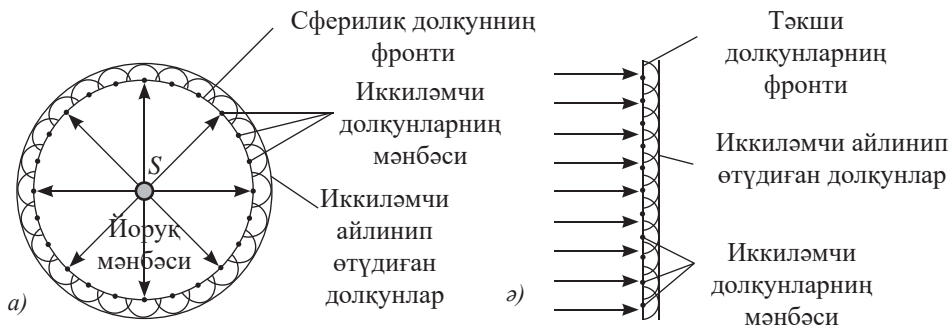 Сферилиқ долқунниң
фронти
Иккиләмчи
долқунларниң
мәнбәси
S
Йоруқ
мәнбәси
Иккиләмчи
айлинип
өтүдиған
долқунлар
а)
Тәкши
долқунларниң
фронти
Иккиләмчи айлинип
өтүдиған долқунлар
Иккиләмчи
долқунларниң
мәнбәси
ә)